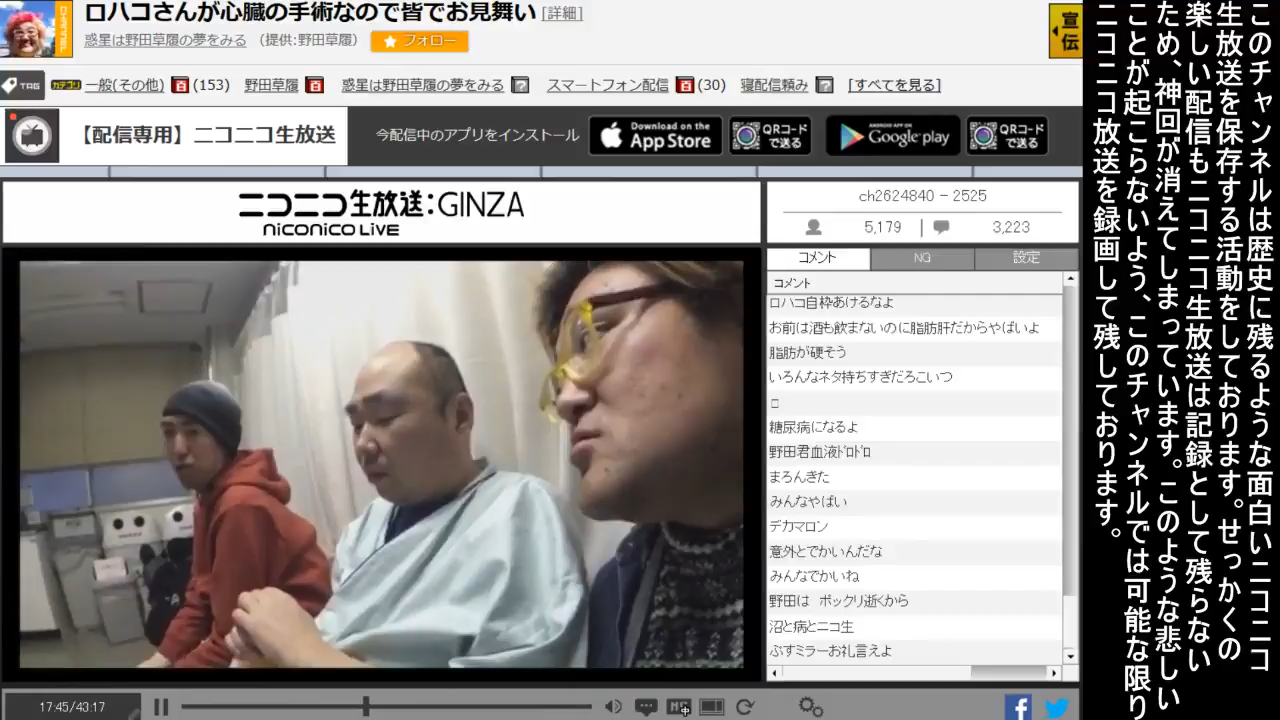 ロハコさんが心臓の手術なので皆でお見舞い [詳細]
惑星は野田草履の夢をみる (提供:野田草履)
フォロー
CHANNEL
宣伝
TAG カテゴリ 一般(その他) 百 (153) 野田草履 百 惑星は野田草履の夢をみる ? スマートフォン配信 百 (30) 寝配信頼み ? [すべてを見る]
【配信専用】ニコニコ生放送
今配信中のアプリをインストール
Download on the
App Store
QRコード
で送る
ANDROID APP ON
Google play
QRコード
で送る
ニコニコ生放送:GINZA
niconico LIVE
ch2624840 - 2525
5,179 | 3,223
コメント NG 設定
コメント
ロハコ自枠あけるなよ
お前は酒も飲まないのに脂肪肝だからやばいよ
脂肪が硬そう
いろんなネタ持ちすぎだろこいつ
□
糖尿病になるよ
野田君血液ﾄﾞﾛﾄﾞﾛ
まろんきた
みんなやばい
デカマロン
意外とでかいんだな
みんなでかいね
野田は ポックリ逝くから
沼と病とニコ生
ぶすミラーお礼言えよ
17:45/43:17
このチャンネルは歴史に残るような面白いニコニコ
生放送を保存する活動をしております。せっかくの
楽しい配信もニコニコ生放送は記録として残らない
ため、神回が消えてしまっています。このような悲しい
ことが起こらないよう、このチャンネルでは可能な限り
ニコニコ放送を録画して残しております。